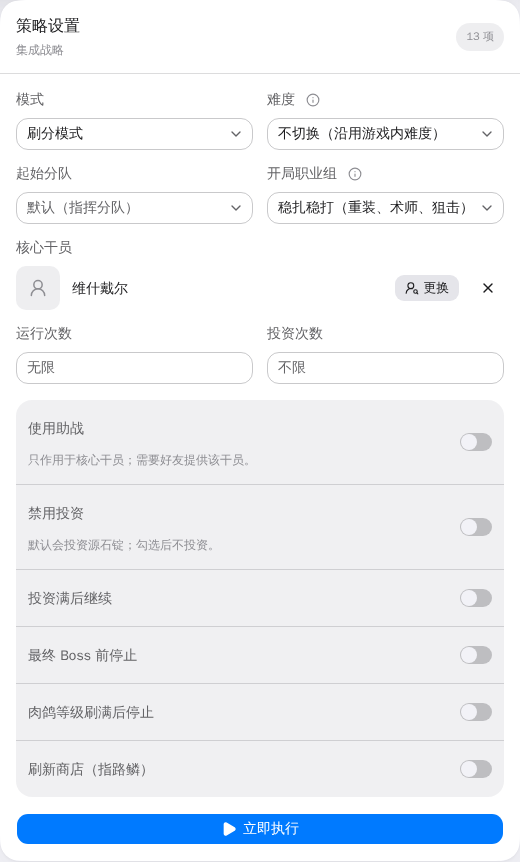 策略设置
集成战略
13 项
模式
难度
刷分模式
不切换（沿用游戏内难度）
起始分队
开局职业组
默认（指挥分队）
稳扎稳打（重装、术师、狙击）
核心干员
维什戴尔
更换
运行次数
投资次数
无限
不限
使用助战
只作用于核心干员；需要好友提供该干员。
禁用投资
默认会投资源石锭；勾选后不投资。
投资满后继续
最终 Boss 前停止
肉鸽等级刷满后停止
刷新商店（指路鳞）
立即执行